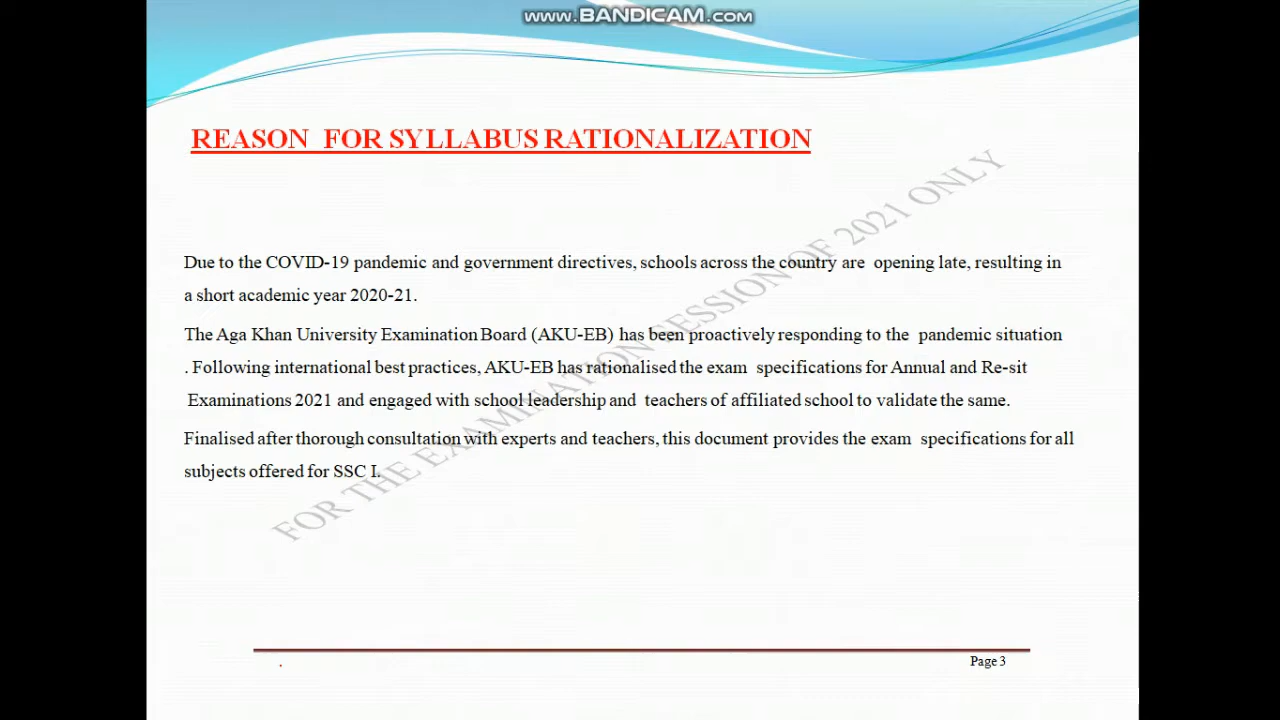 WWW.BANDICAM.COM
REASON FOR SYLLABUS RATIONALIZATION
Due to the COVID-19 pandemic and government directives, schools across the country are opening late, resulting in
a short academic year 2020-21.
The Aga Khan University Examination Board (AKU-EB) has been proactively responding to the pandemic situation
. Following international best practices, AKU-EB has rationalised the exam specifications for Annual and Re-sit
Examinations 2021 and engaged with school leadership and teachers of affiliated school to validate the same.
Finalised after thorough consultation with experts and teachers, this document provides the exam specifications for all
subjects offered for SSC I.
FOR THE EXAMINATION SESSION OF 2021 ONLY
Page 3